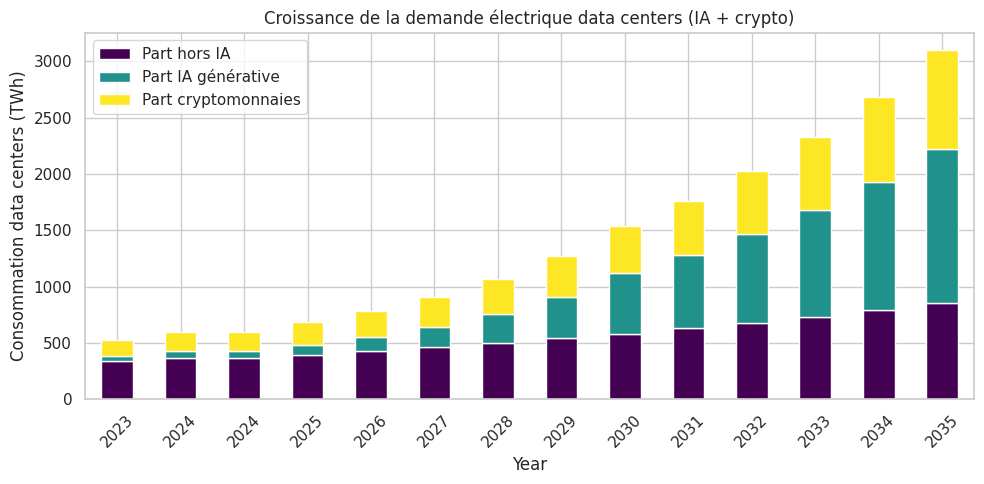 Croissance de la demande électrique data centers (IA + crypto)
Part hors IA
Part IA générative
Part cryptomonnaies
Consommation data centers (TWh)
3000
2500
2000
1500
1000
500
0
2023 2024 2024 2025 2026 2027 2028 2029 2030 2031 2032 2033 2034 2035
Year